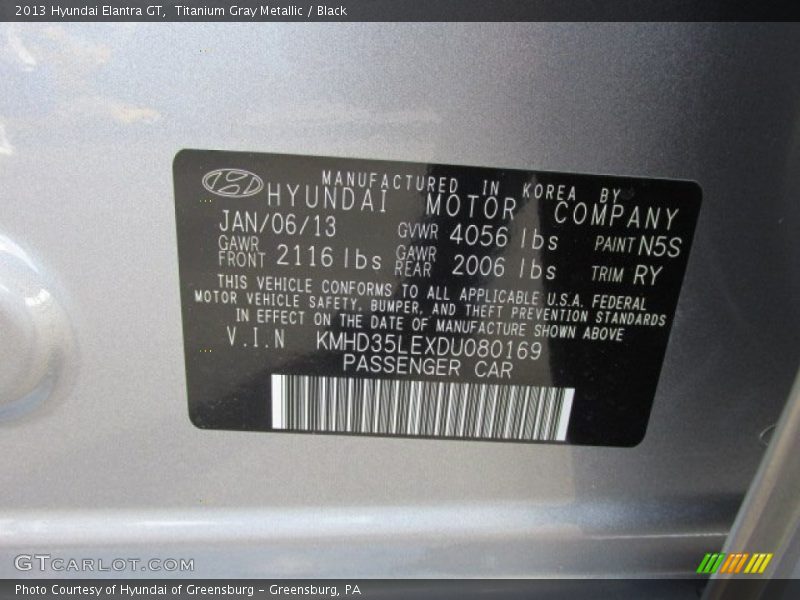 2013 Hyundai Elantra GT, Titanium Gray Metallic / Black
MANUFACTURED IN KOREA BY
HYUNDAI MOTOR COMPANY
JAN/06/13 GVWR 4056 lbs PAINT N5S
GAWR FRONT 2116 lbs GAWR REAR 2006 lbs TRIM RY
THIS VEHICLE CONFORMS TO ALL APPLICABLE U.S.A. FEDERAL
MOTOR VEHICLE SAFETY, BUMPER, AND THEFT PREVENTION STANDARDS
IN EFFECT ON THE DATE OF MANUFACTURE SHOWN ABOVE
V.I.N KMHD35LEXDU080169
PASSENGER CAR
GTCARLOT.COM
Photo Courtesy of Hyundai of Greensburg – Greensburg, PA